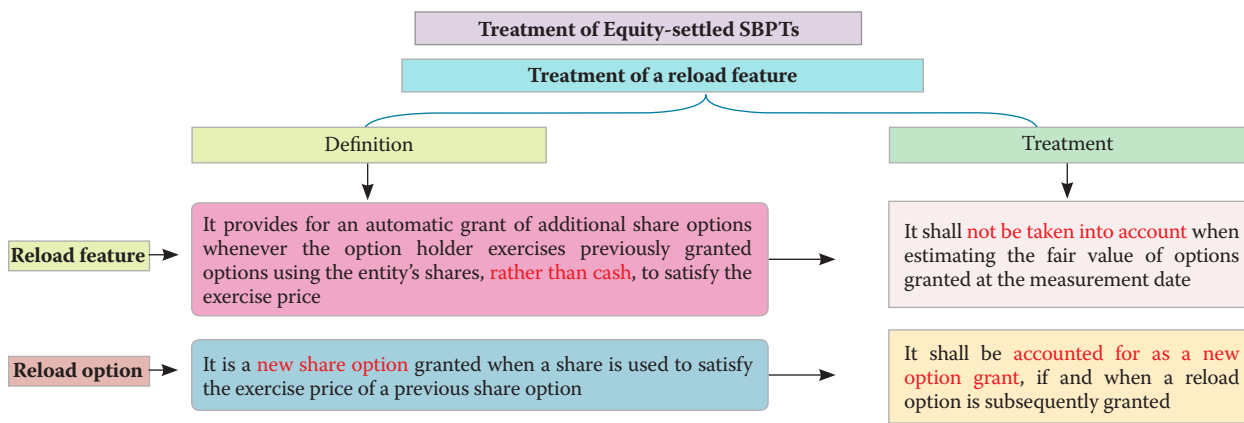 Treatment of Equity-settled SBPTs
Treatment of a reload feature
Definition
Treatment
Reload feature
It provides for an automatic grant of additional share options
whenever the option holder exercises previously granted
options using the entity's shares, rather than cash, to satisfy the
exercise price
It shall not be taken into account when
estimating the fair value of options
granted at the measurement date
Reload option
It is a new share option granted when a share is used to satisfy
the exercise price of a previous share option
It shall be accounted for as a new
option grant, if and when a reload
option is subsequently granted